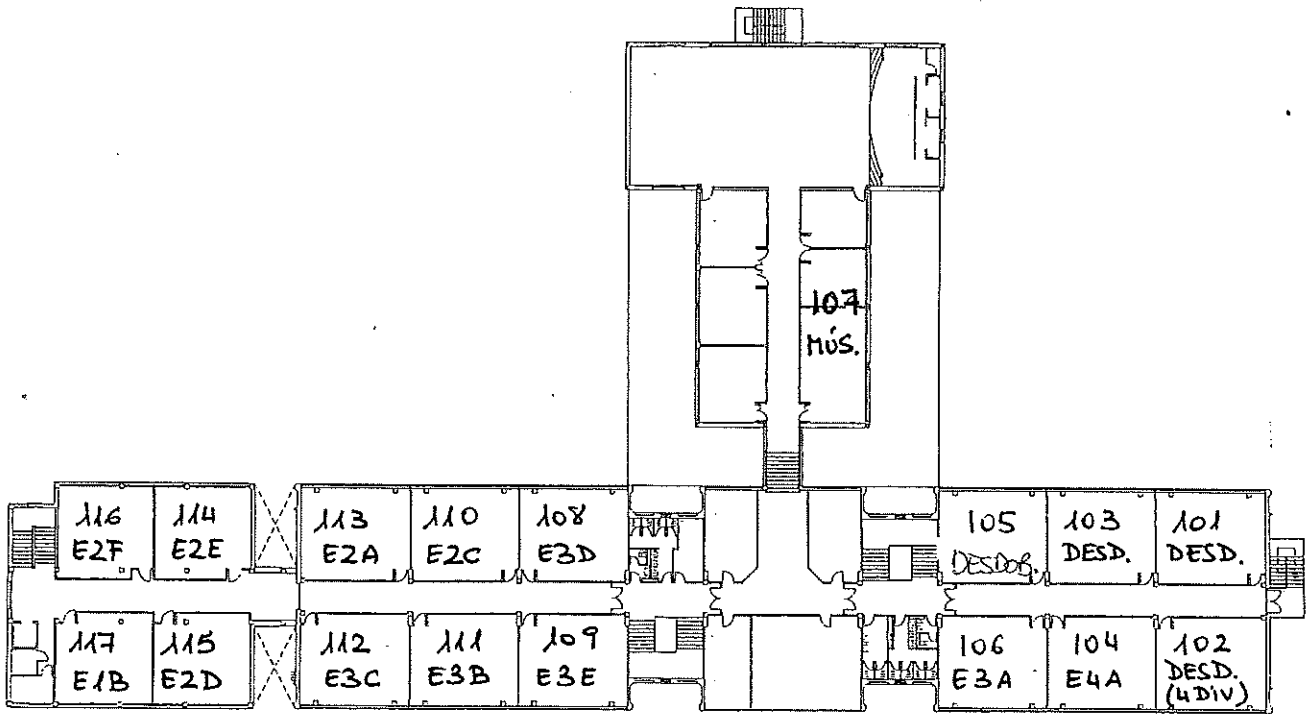 107
MÚS.
116
E2F
114
E2E
113
E2A
110
E2C
108
E3D
105
DESDOB.
103
DESD.
101
DESD.
117
E1B
115
E2D
112
E3C
111
E3B
109
E3E
106
E3A
104
E4A
102
DESD.
(4DIV)